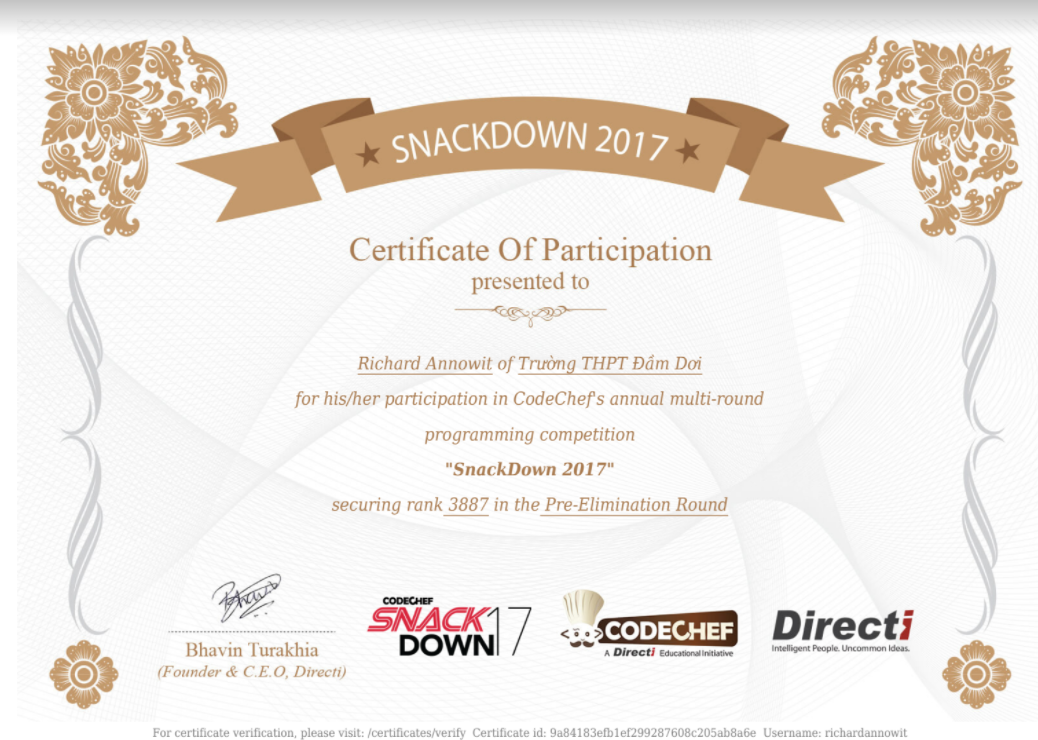 SNACKDOWN 2017
Certificate Of Participation
presented to
Richard Annowit of Trường THPT Đầm Dơi
for his/her participation in CodeChef's annual multi-round
programming competition
"SnackDown 2017"
securing rank 3887 in the Pre-Elimination Round
Bhavin Turakhia
(Founder & C.E.O, Directi)
CODECHEF
SNACK
DOWN 17
CODECHEF
A Directi Educational Initiative
Directi
Intelligent People. Uncommon Ideas.
For certificate verification, please visit: /certificates/verify Certificate id: 9a84183efb1ef299287608c205ab8a6e Username: richardannowit